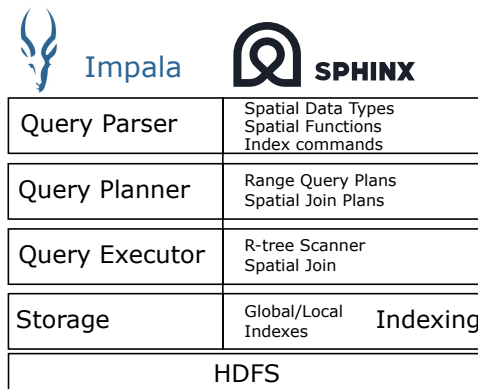 Impala
SPHINX
Query Parser
Spatial Data Types
Spatial Functions
Index commands
Query Planner
Range Query Plans
Spatial Join Plans
Query Executor
R-tree Scanner
Spatial Join
Storage
Global/Local
Indexes
Indexing
HDFS